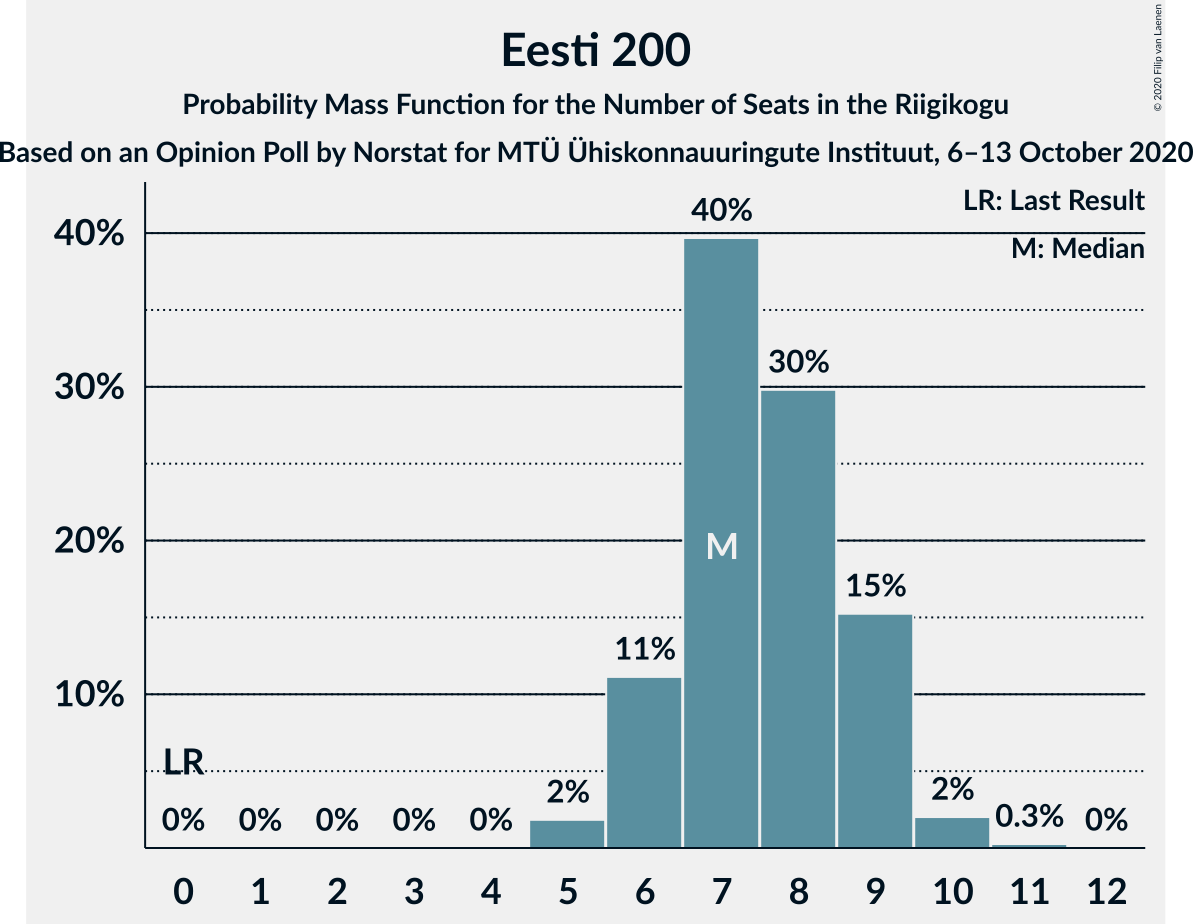 Eesti 200
Probability Mass Function for the Number of Seats in the Riigikogu
Based on an Opinion Poll by Norstat for MTÜ Ühiskonnauuringute Instituut, 6–13 October 2020
© 2020 Filip van Laenen
LR: Last Result
M: Median
40%
30%
20%
10%
LR
0%
0%
0%
0%
0%
2%
11%
40%
M
30%
15%
2%
0.3%
0%
0 1 2 3 4 5 6 7 8 9 10 11 12